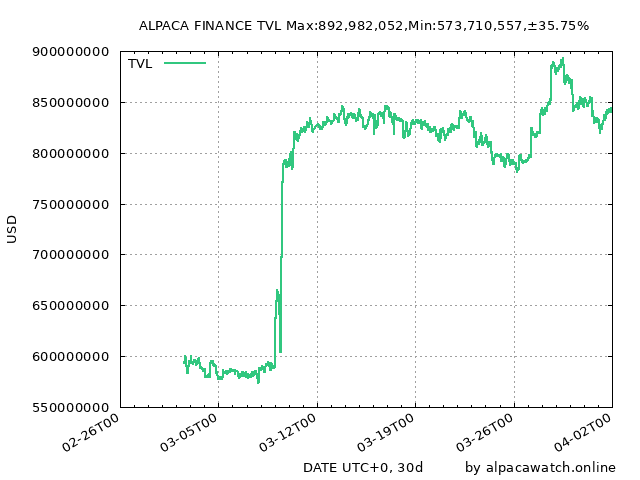 ALPACA FINANCE TVL Max:892,982,052,Min:573,710,557,±35.75%
TVL
900000000
850000000
800000000
750000000
700000000
650000000
600000000
550000000
USD
02-26T00
03-05T00
03-12T00
03-19T00
03-26T00
04-02T00
DATE UTC+0, 30d
by alpacawatch.online